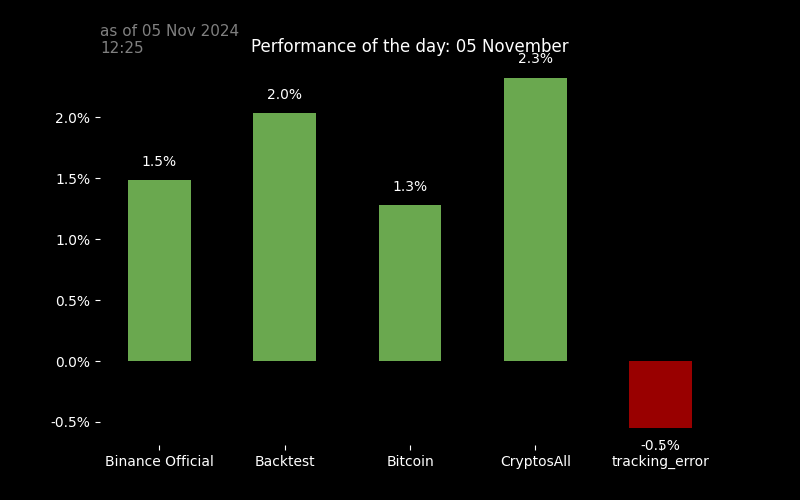 as of 05 Nov 2024
12:25
Performance of the day: 05 November
2.3%
2.0%
2.0%
1.5%
1.5%
1.3%
1.0%
0.5%
0.0%
-0.5%
-0.5%
Binance Official
Backtest
Bitcoin
CryptosAll
tracking_error